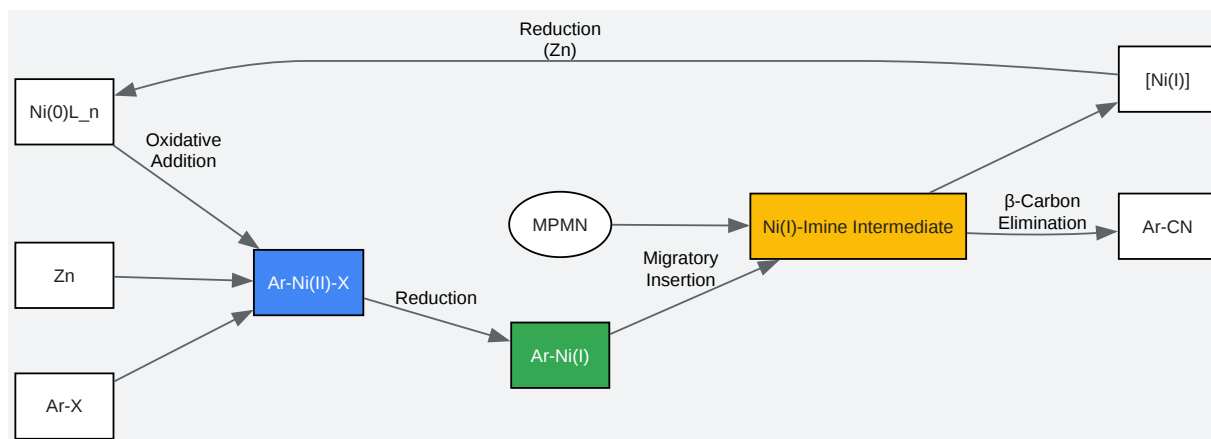 Reduction
(Zn)
[Ni(I)]
Ni(0)L_n
Oxidative
Addition
MPMN
Ni(I)-Imine Intermediate
β-Carbon
Elimination
Ar-CN
Zn
Ar-Ni(II)-X
Migratory
Insertion
Reduction
Ar-Ni(I)
Ar-X